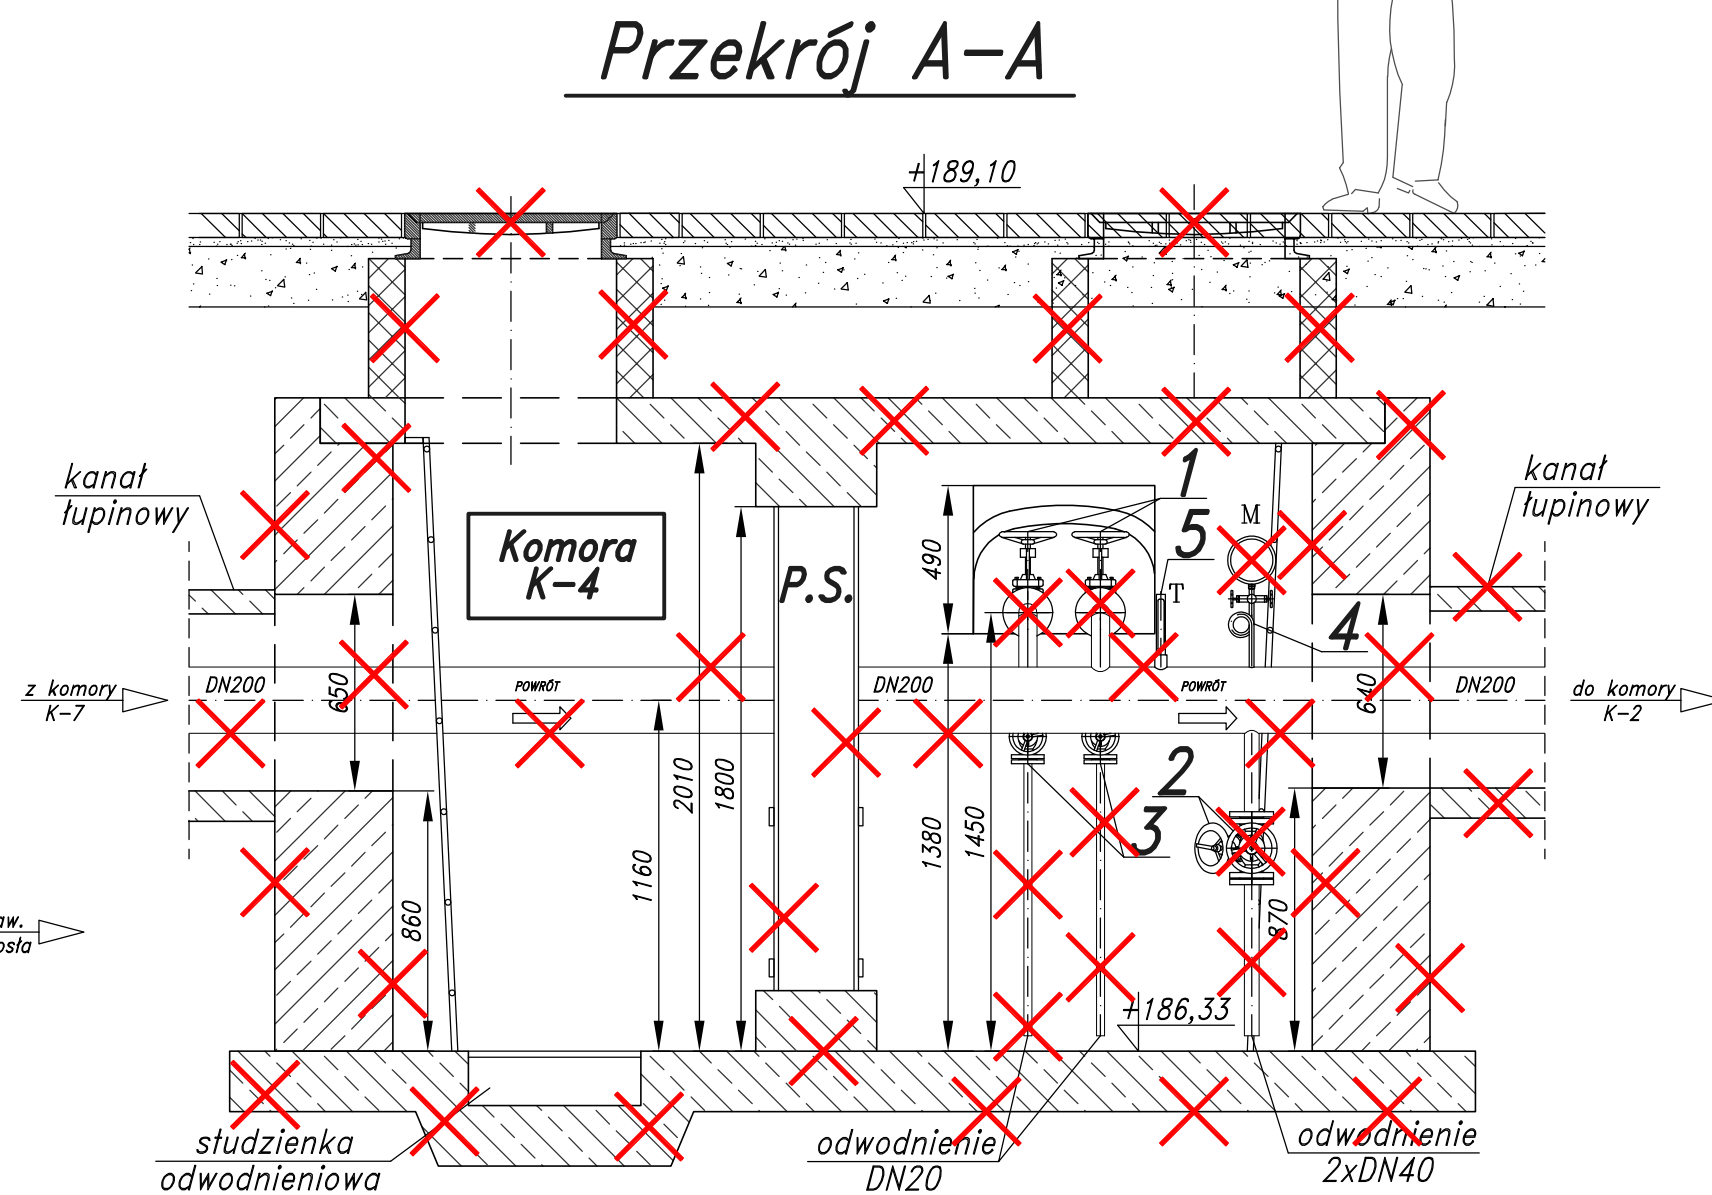 Przekrój A-A
+189,10
kanał
łupinowy
kanał
łupinowy
Komora
K-4
P.S.
1
5
M
T
4
490
650
640
z komory
K-7
DN200
POWRÓT
DN200
POWRÓT
DN200
do komory
K-2
2010
1800
1160
1380
1450
2
3
860
870
+186,33
studzienka
odwodnieniowa
odwodnienie
DN20
odwodnienie
2xDN40